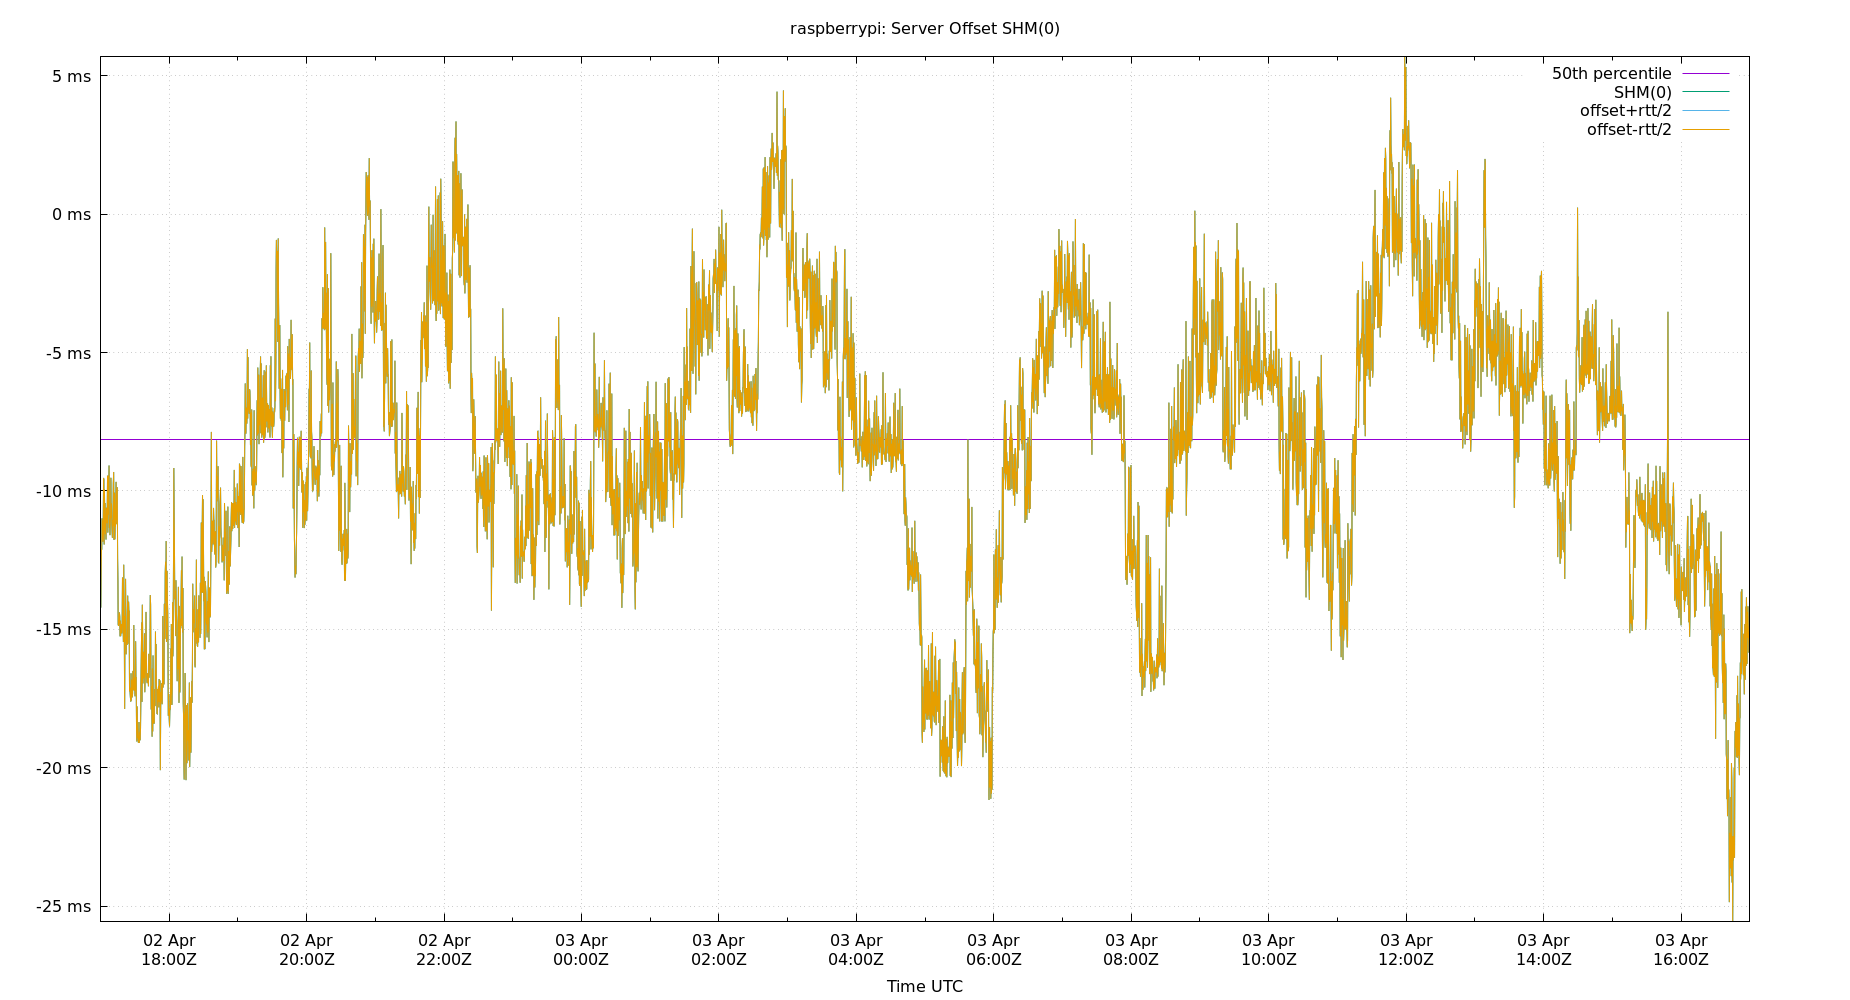 raspberrypi: Server Offset SHM(0)
50th percentile
SHM(0)
offset+rtt/2
offset-rtt/2
5 ms
0 ms
-5 ms
-10 ms
-15 ms
-20 ms
-25 ms
02 Apr 02 Apr 02 Apr 03 Apr 03 Apr 03 Apr 03 Apr 03 Apr 03 Apr 03 Apr 03 Apr 03 Apr
18:00Z 20:00Z 22:00Z 00:00Z 02:00Z 04:00Z 06:00Z 08:00Z 10:00Z 12:00Z 14:00Z 16:00Z
Time UTC